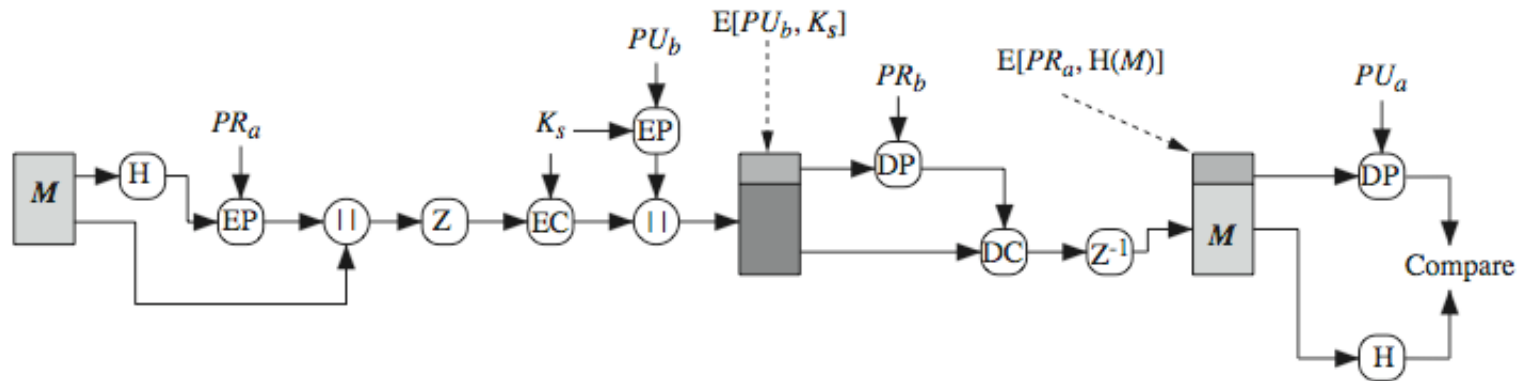 E[PU_b, K_s]
PU_b
E[PR_a, H(M)]
PR_b
PU_a
PR_a
K_s
EP
M
H
DP
DP
EP
||
Z
EC
||
M
DC
Z⁻¹
Compare
H